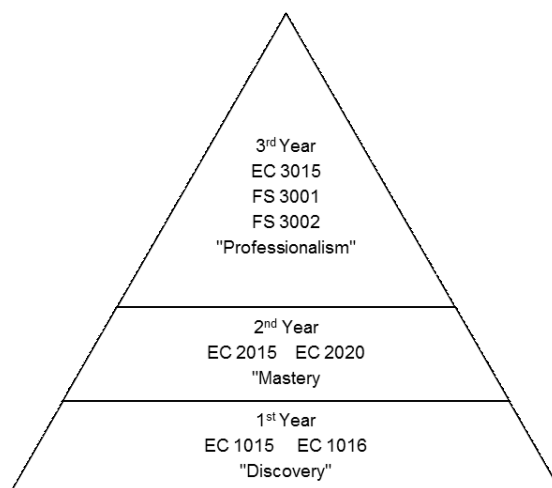 3rd Year
EC 3015
FS 3001
FS 3002
"Professionalism"
2nd Year
EC 2015 EC 2020
"Mastery
1st Year
EC 1015 EC 1016
"Discovery"